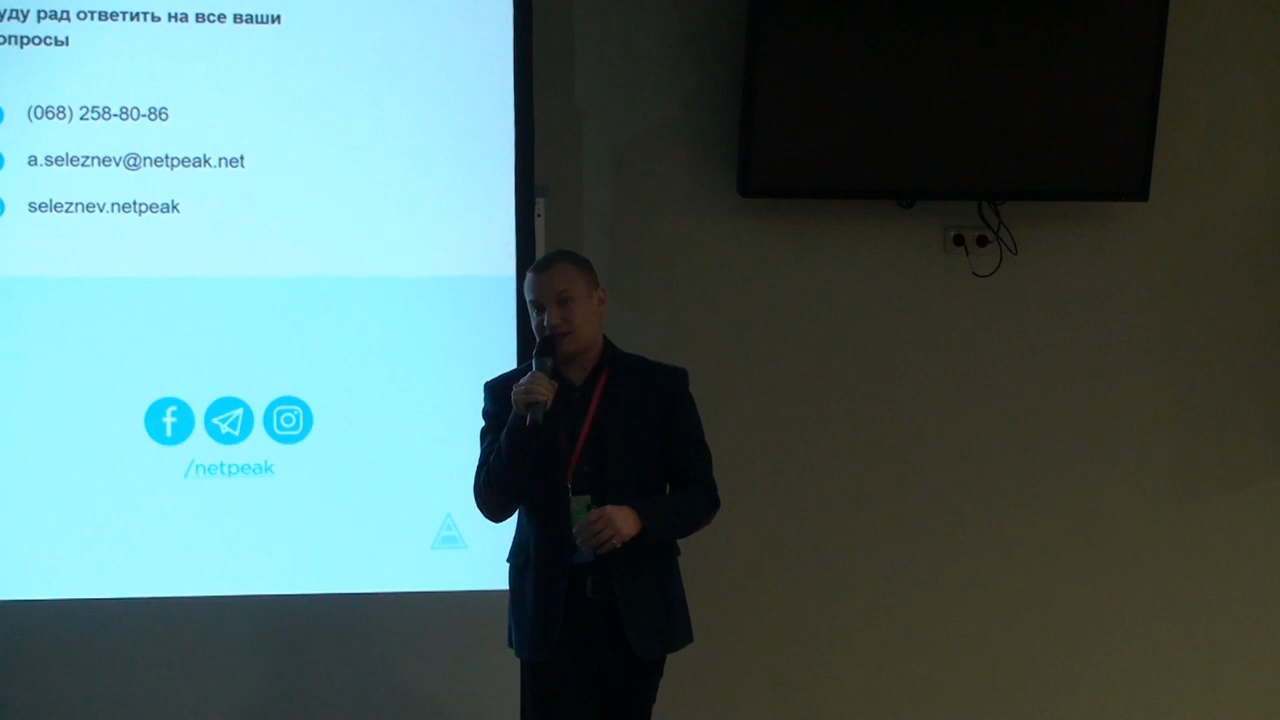 уду рад ответить на все ваши
опросы
(068) 258-80-86
a.seleznev@netpeak.net
seleznev.netpeak
/netpeak